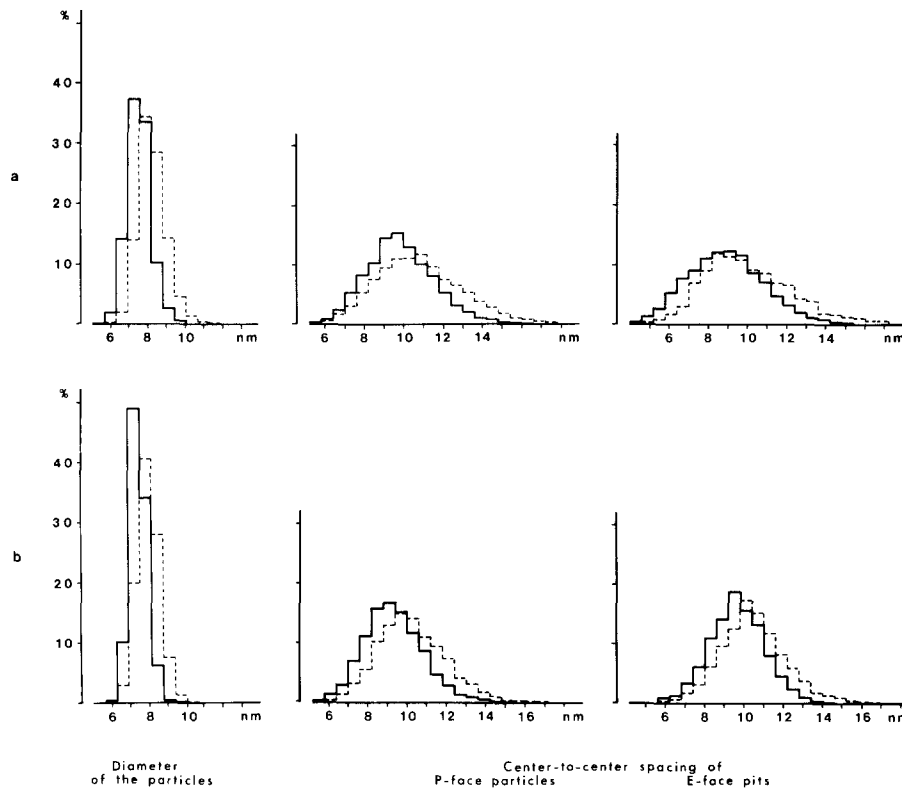 %
40
30
20
10
a
6 8 10 nm
6 8 10 12 14 nm
6 8 10 12 14 nm
%
40
30
20
10
b
6 8 10 nm
6 8 10 12 14 16 nm
6 8 10 12 14 16 nm
Diameter
of the particles
Center-to-center spacing of
P-face particles E-face pits